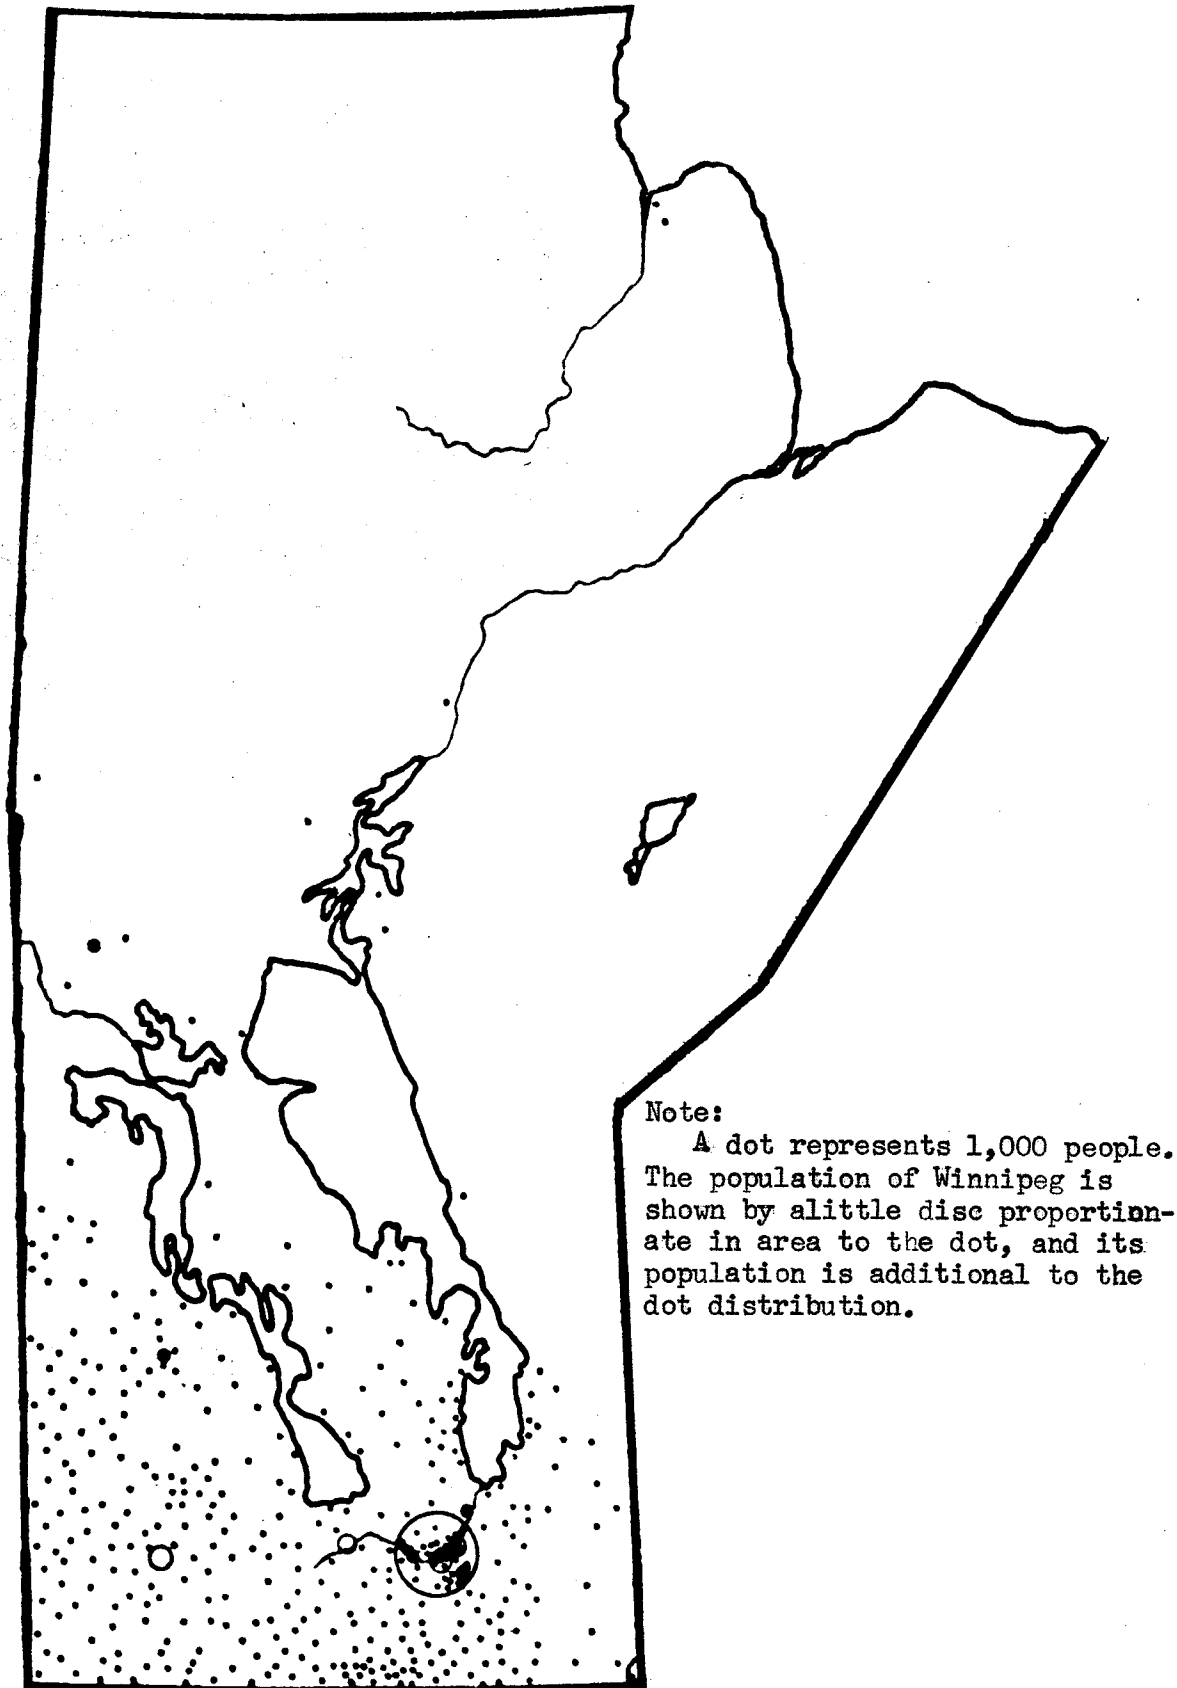 Note:
A dot represents 1,000 people.
The population of Winnipeg is
shown by alittle disc proportion-
ate in area to the dot, and its
population is additional to the
dot distribution.